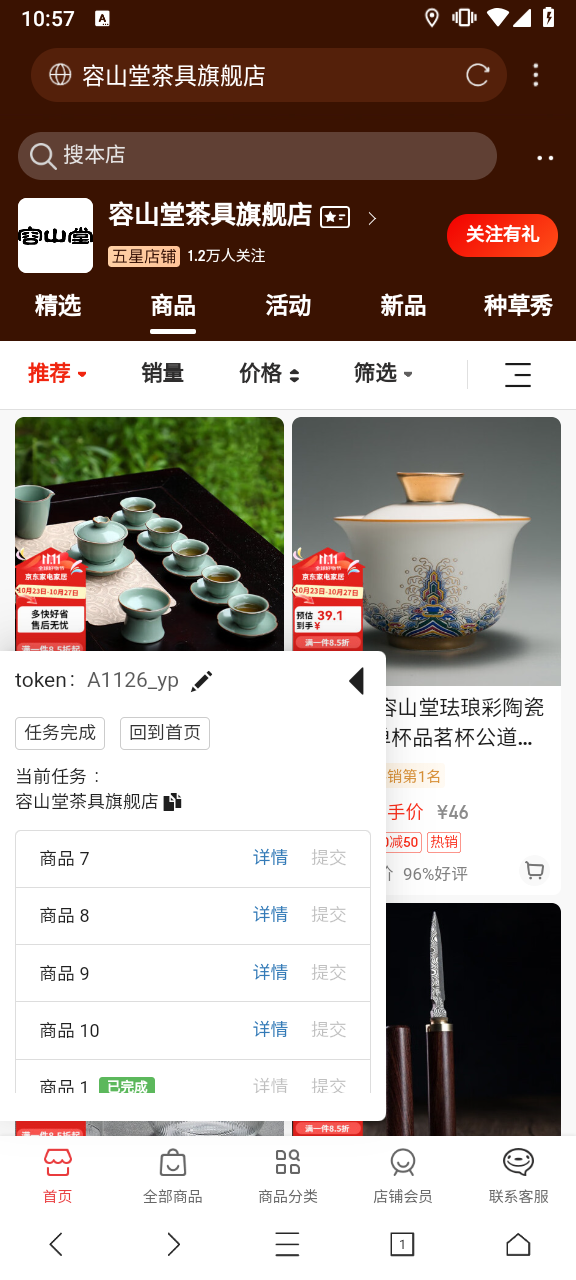 10:57
A
容山堂茶具旗舰店
搜本店
容山堂
容山堂茶具旗舰店
五星店铺 1.2万人关注
关注有礼
精选 商品 活动 新品 种草秀
推荐 销量 价格 筛选
11.11
京东家电家居
10月23日-10月27日
多快好省
售后无忧
满一件8.5折起
11.11
京东家电家居
10月23日-10月27日
预估到手¥ 39.1
满一件8.5折
token: A1126_yp
任务完成 回到首页
当前任务：
容山堂茶具旗舰店
商品 7 详情 提交
商品 8 详情 提交
商品 9 详情 提交
商品 10 详情 提交
商品 1 已完成 详情 提交
容山堂珐琅彩陶瓷
单杯品茗杯公道...
销第1名
手价 ¥46
0减50 热销
价 96%好评
满一件8.5折起
满一件8.5折
首页 全部商品 商品分类 店铺会员 联系客服
1